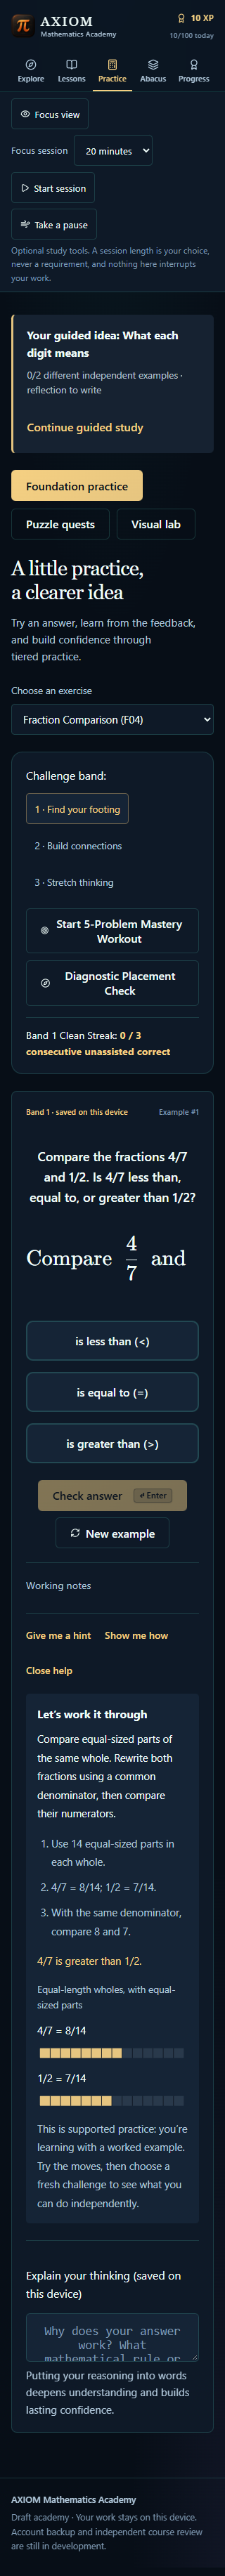 AXIOM
Mathematics Academy
10 XP
10/100 today
Explore
Lessons
Practice
Abacus
Progress
Focus view
Focus session
20 minutes
Start session
Take a pause
Optional study tools. A session length is your choice,
never a requirement, and nothing here interrupts
your work.
Your guided idea: What each
digit means
0/2 different independent examples ·
reflection to write
Continue guided study
Foundation practice
Puzzle quests
Visual lab
A little practice,
a clearer idea
Try an answer, learn from the feedback,
and build confidence through
tiered practice.
Choose an exercise
Fraction Comparison (F04)
Challenge band:
1 · Find your footing
2 · Build connections
3 · Stretch thinking
Start 5-Problem Mastery
Workout
Diagnostic Placement
Check
Band 1 Clean Streak: 0 / 3
consecutive unassisted correct
Band 1 · saved on this device
Example #1
Compare the fractions 4/7
and 1/2. Is 4/7 less than,
equal to, or greater than 1/2?
Compare 4/7 and
is less than (<)
is equal to (=)
is greater than (>)
Check answer ↵ Enter
New example
Working notes
Give me a hint
Show me how
Close help
Let's work it through
Compare equal-sized parts of
the same whole. Rewrite both
fractions using a common
denominator, then compare
their numerators.
1. Use 14 equal-sized parts in
each whole.
2. 4/7 = 8/14; 1/2 = 7/14.
3. With the same denominator,
compare 8 and 7.
4/7 is greater than 1/2.
Equal-length wholes, with equal-
sized parts
4/7 = 8/14
1/2 = 7/14
This is supported practice: you're
learning with a worked example.
Try the moves, then choose a
fresh challenge to see what you
can do independently.
Explain your thinking (saved on
this device)
Why does your answer
work? What
mathematical rule or
Putting your reasoning into words
deepens understanding and builds
lasting confidence.
AXIOM Mathematics Academy
Draft academy · Your work stays on this device.
Account backup and independent course review
are still in development.